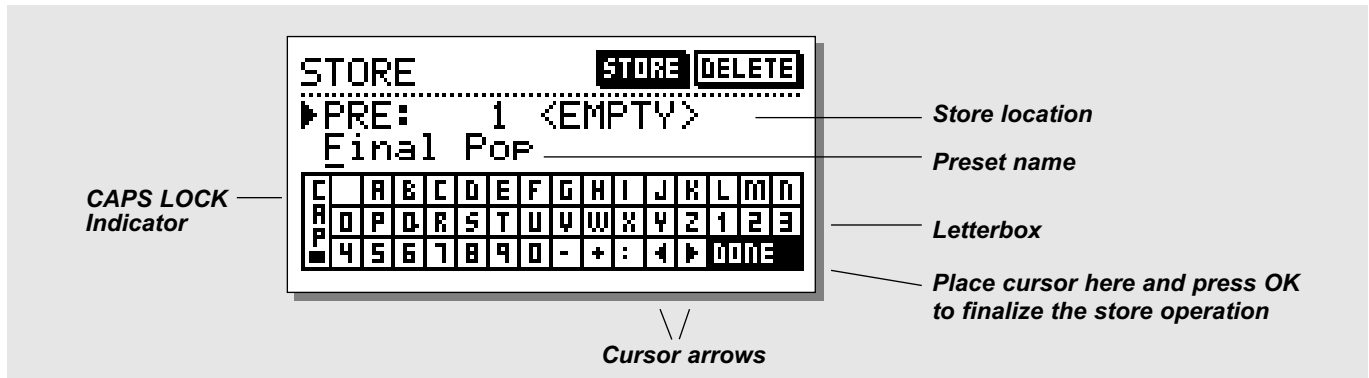 STORE STORE DELETE
▶PRE: 1 <EMPTY>
Final Pop
CAP A B C D E F G H I J K L M N
O P Q R S T U V W X Y Z 1 2 3
4 5 6 7 8 9 0 - + : ◀ ▶ DONE
CAPS LOCK
Indicator
Store location
Preset name
Letterbox
Place cursor here and press OK
to finalize the store operation
Cursor arrows